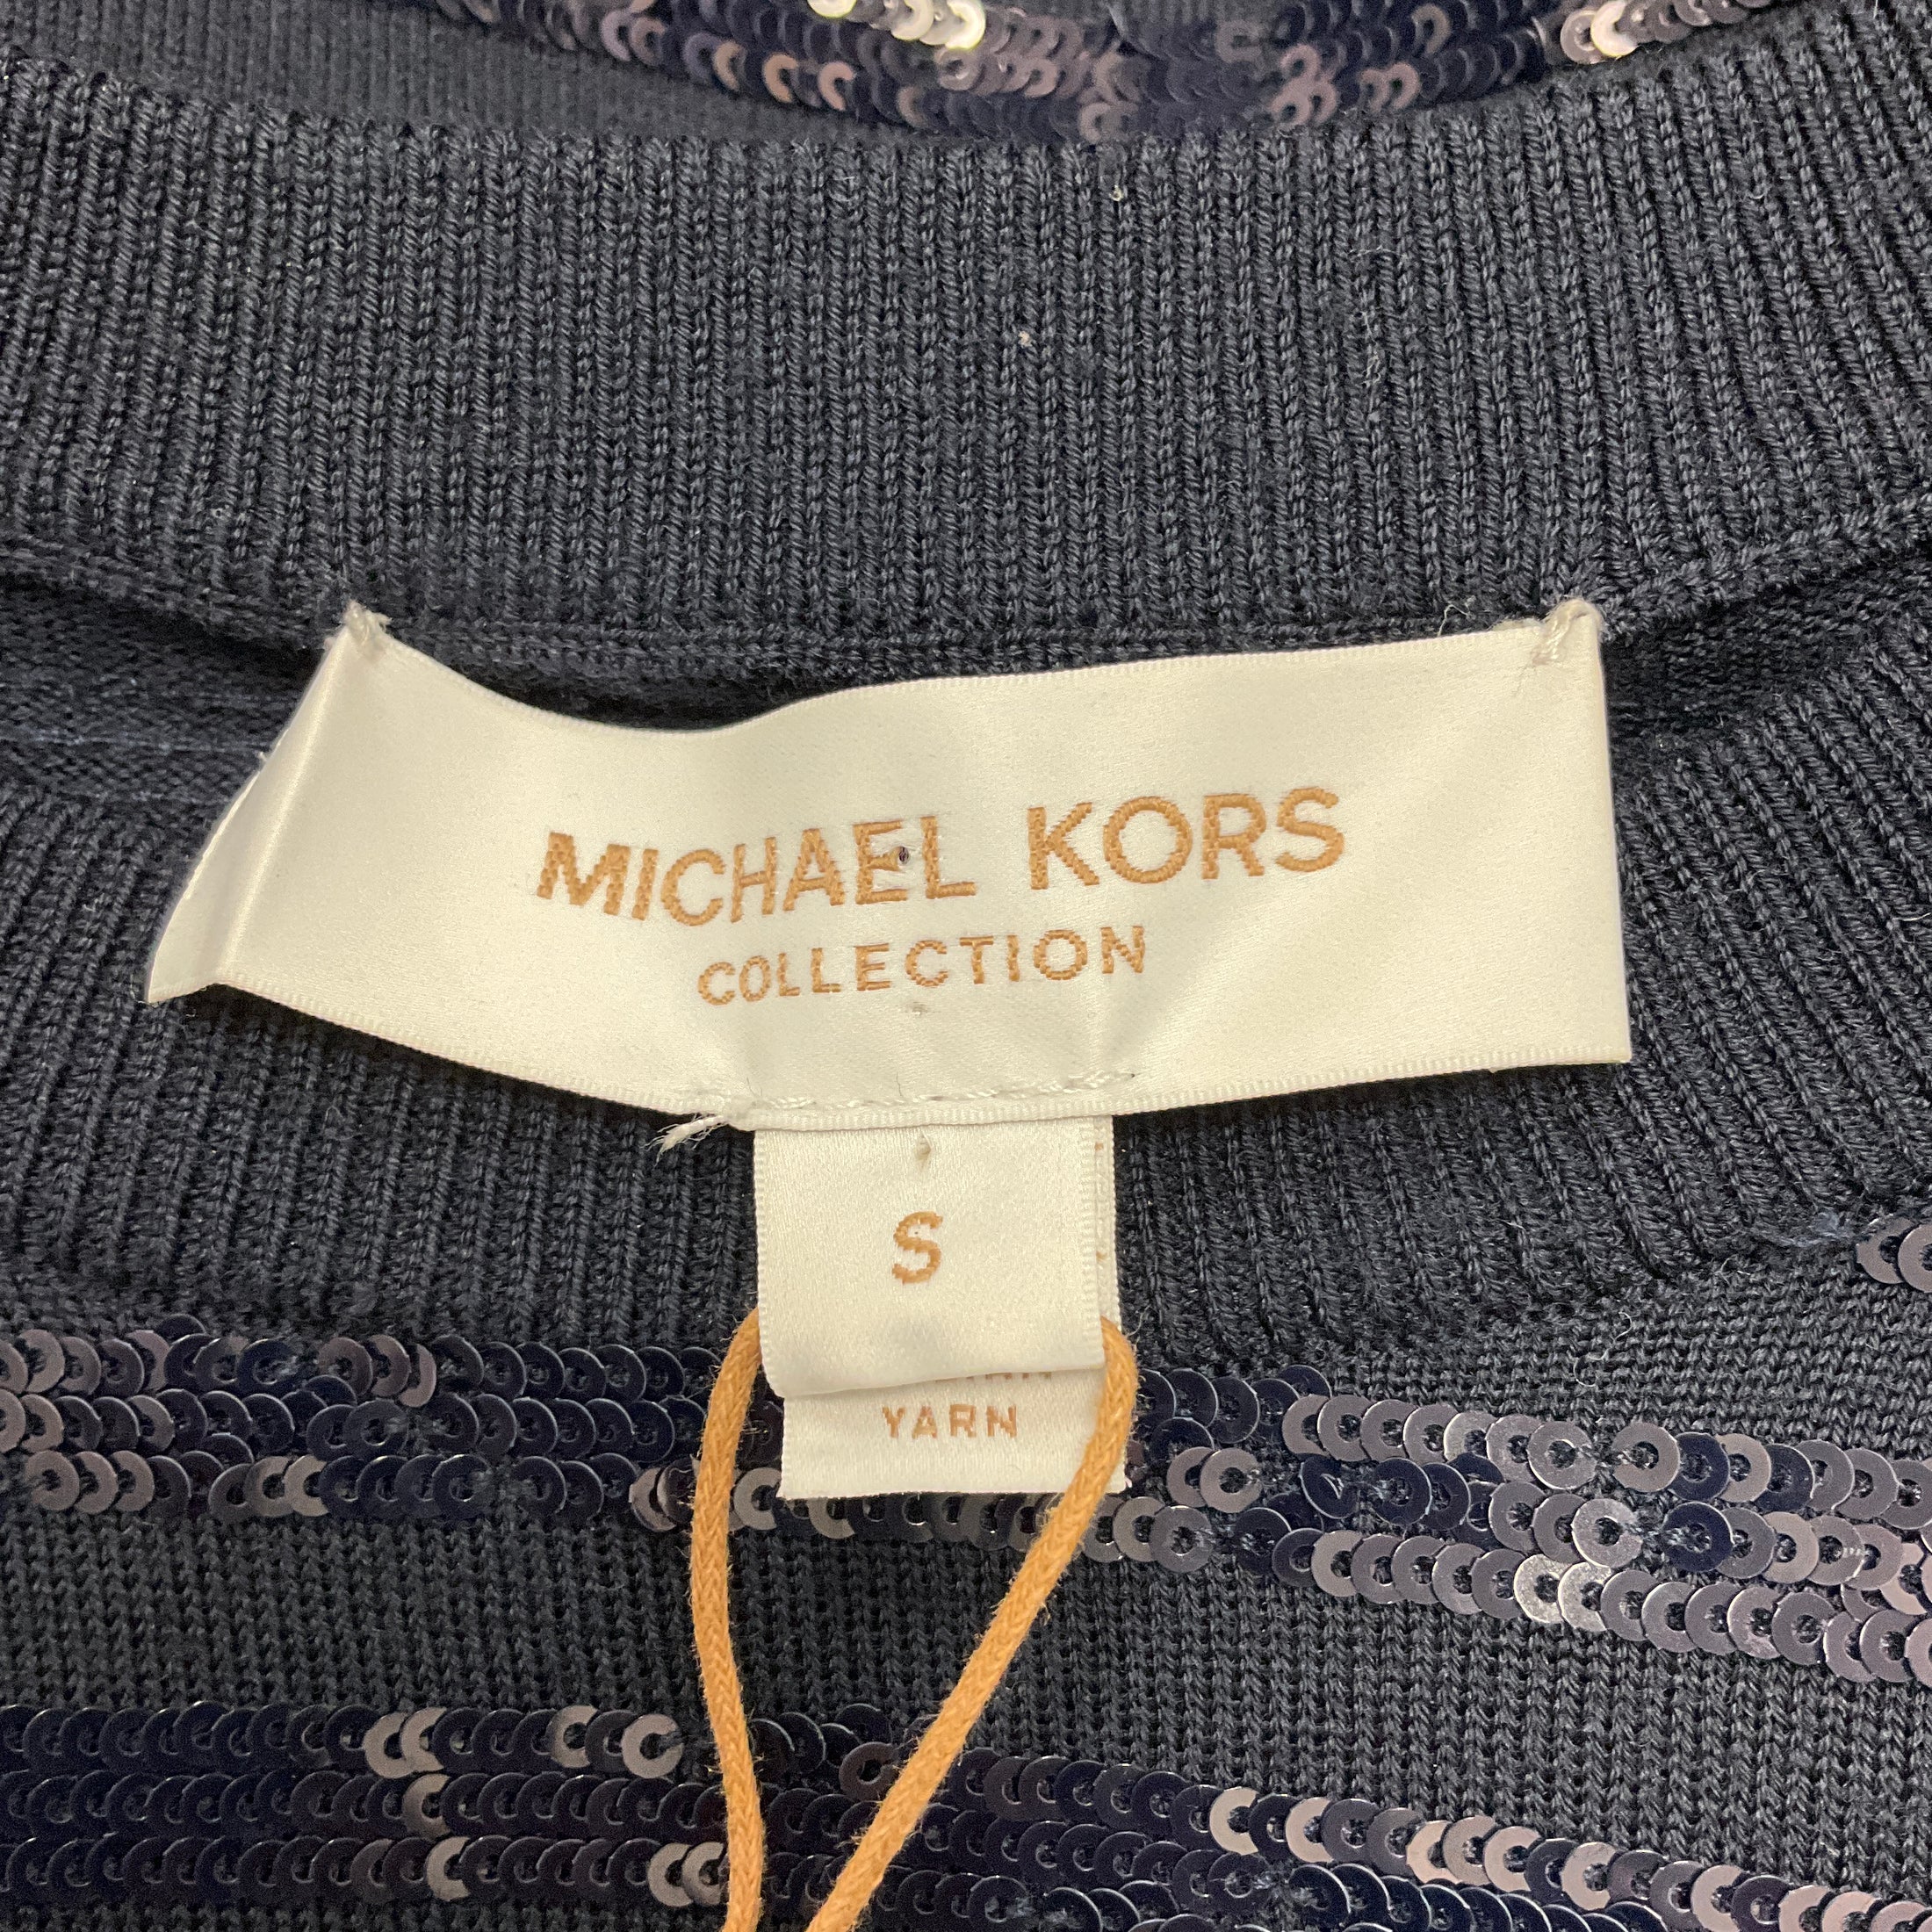 MICHAEL KORS
COLLECTION
S
YARN